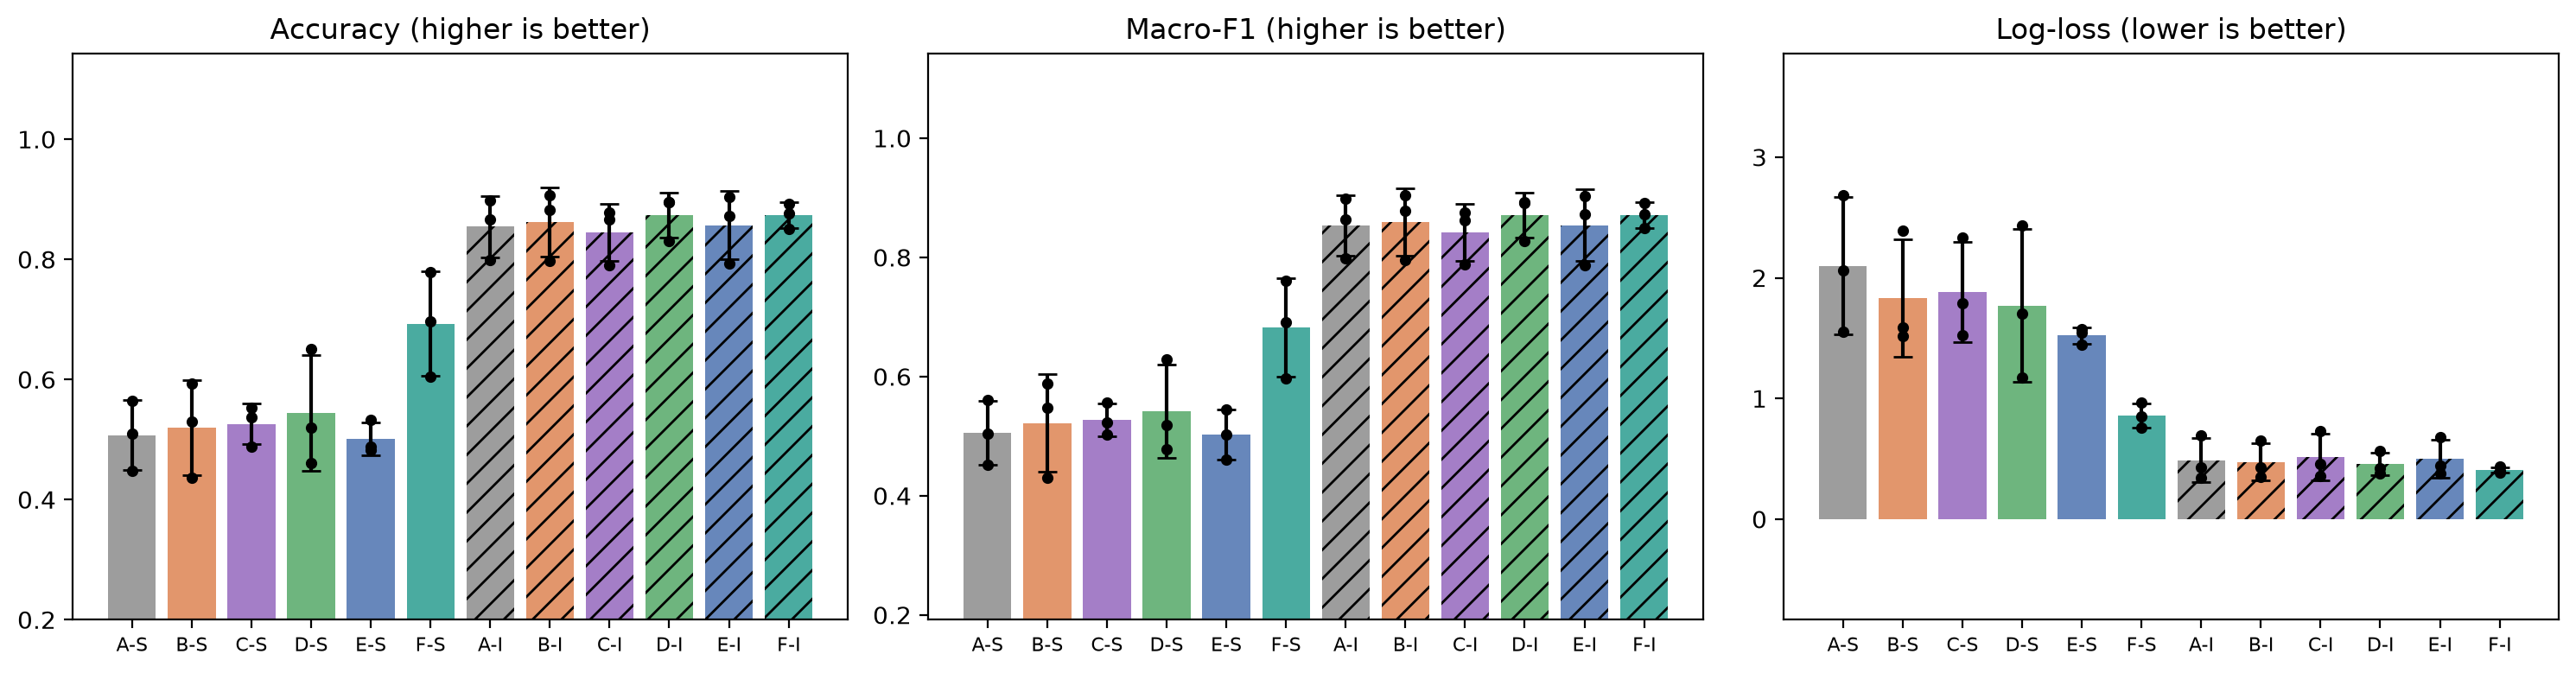 Accuracy (higher is better)
1.0
0.8
0.6
0.4
0.2
A-S B-S C-S D-S E-S F-S A-I B-I C-I D-I E-I F-I
Macro-F1 (higher is better)
1.0
0.8
0.6
0.4
0.2
A-S B-S C-S D-S E-S F-S A-I B-I C-I D-I E-I F-I
Log-loss (lower is better)
3
2
1
0
A-S B-S C-S D-S E-S F-S A-I B-I C-I D-I E-I F-I